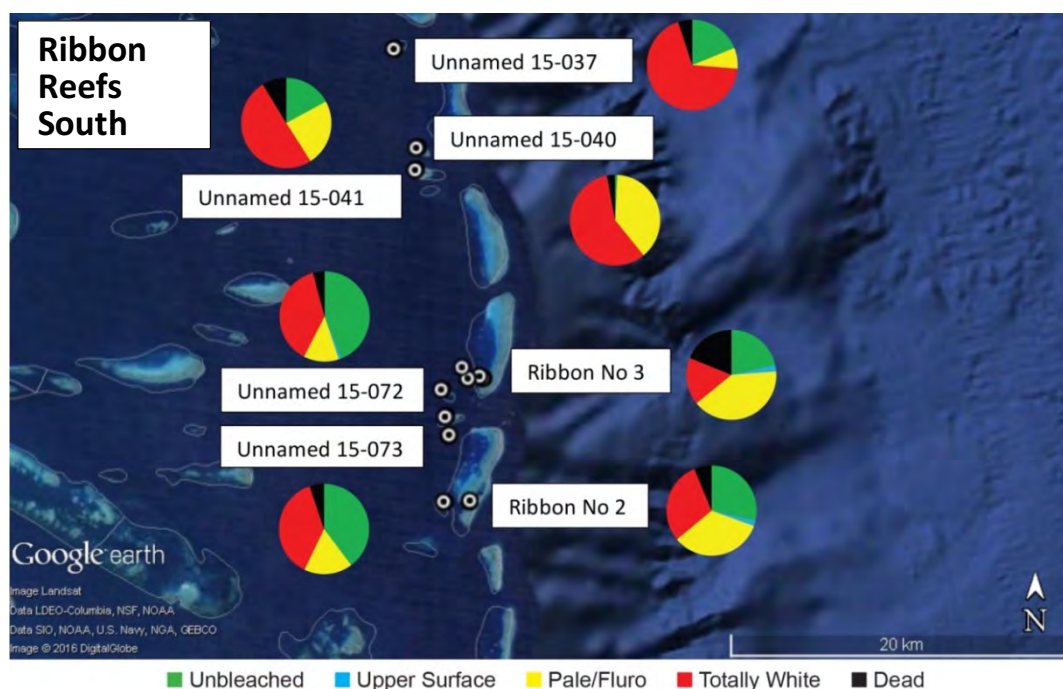 Ribbon
Reefs
South
Unnamed 15-037
Unnamed 15-040
Unnamed 15-041
Unnamed 15-072
Ribbon No 3
Unnamed 15-073
Ribbon No 2
Google earth
Image Landsat
Data LDEO-Columbia, NSF, NOAA
Data SIO, NOAA, U.S. Navy, NGA, GEBCO
Image © 2016 DigitalGlobe
N
20 km
Unbleached Upper Surface Pale/Fluro Totally White Dead